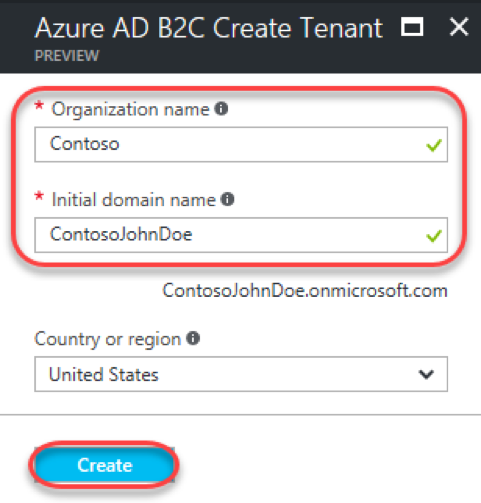 Azure AD B2C Create Tenant
PREVIEW
* Organization name
Contoso
* Initial domain name
ContosoJohnDoe
ContosoJohnDoe.onmicrosoft.com
Country or region
United States
Create